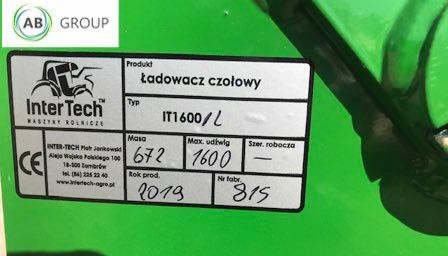 AB GROUP
InterTech
MASZYNY ROLNICZE
Produkt
Ładowacz czołowy
Typ
IT1600/L
Masa
672
Max. udźwig
1600
Szer. robocza
—
Rok prod.
2019
Nr fabr.
815
CE
INTER-TECH Piotr Jankowski
Aleja Wojska Polskiego 100
18-300 Zambrów
tel. (86) 225 22 40
www.intertech-agro.pl